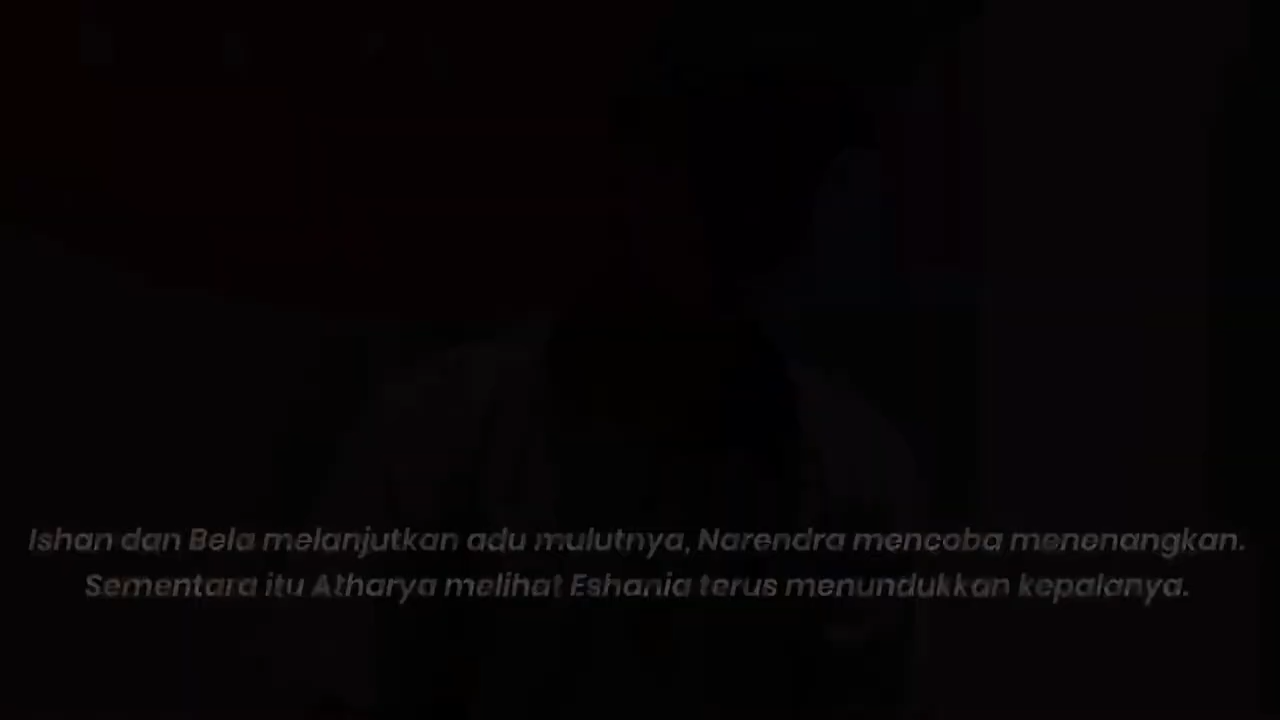 Ishan dan Bela melanjutkan adu mulutnya, Narendra mencoba menenangkan.
Sementara itu Atharya melihat Eshania terus menundukkan kepalanya.